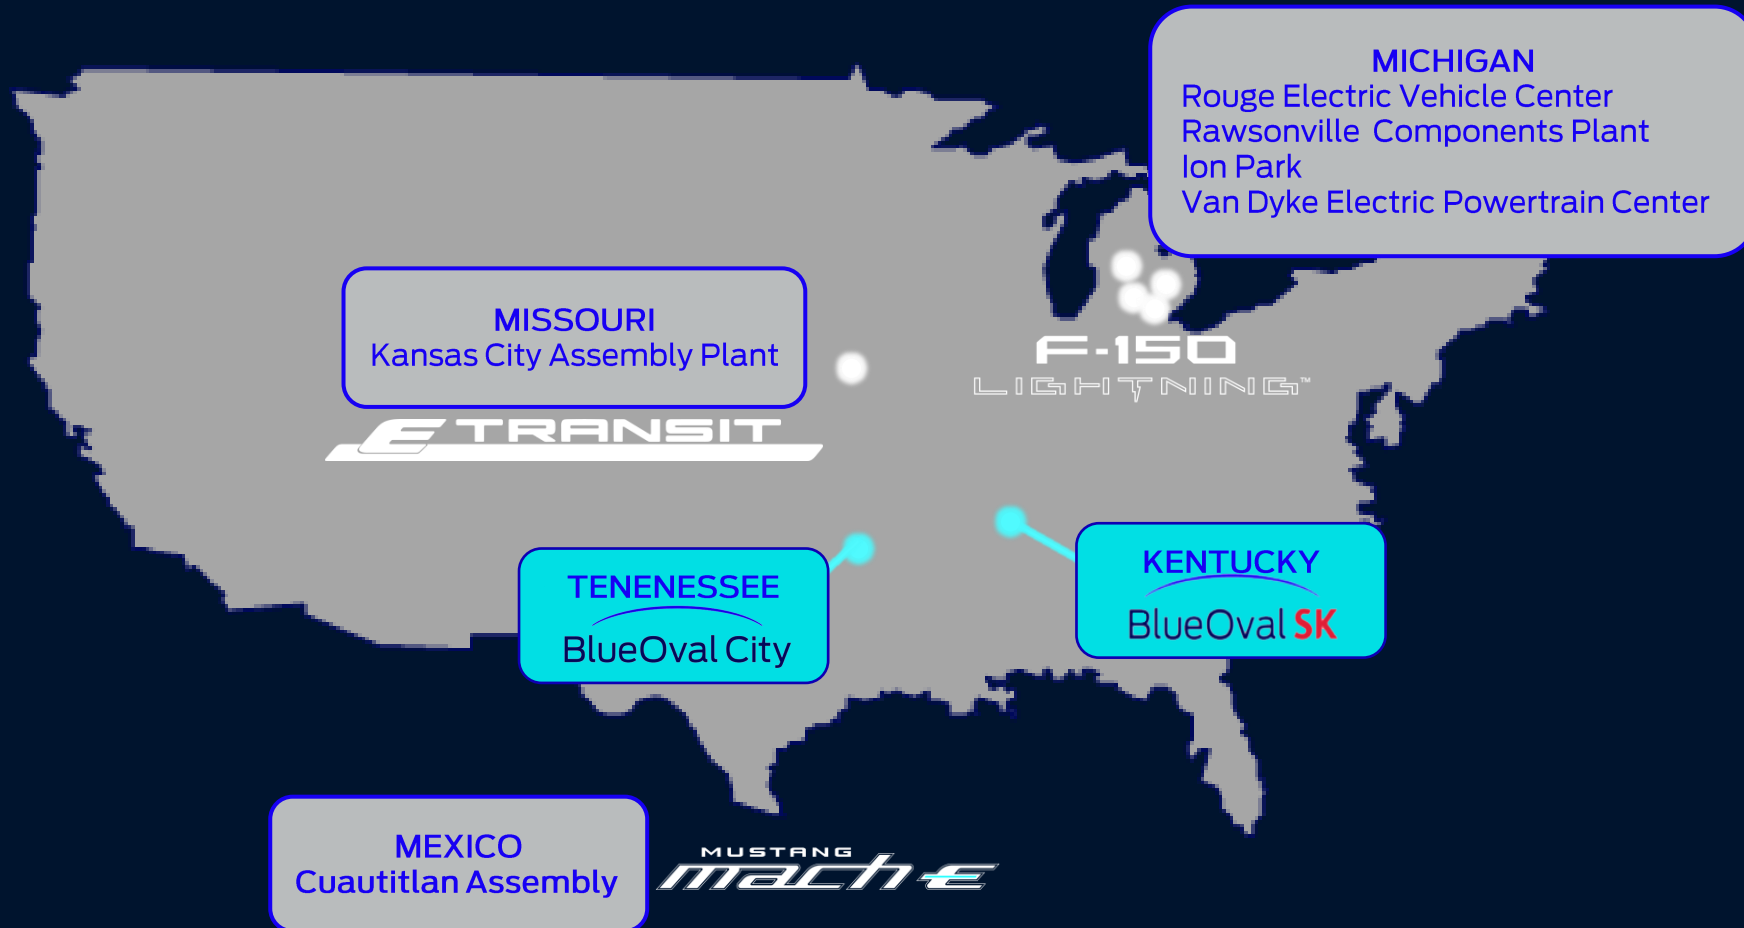 MICHIGAN
Rouge Electric Vehicle Center
Rawsonville Components Plant
Ion Park
Van Dyke Electric Powertrain Center
MISSOURI
Kansas City Assembly Plant
E TRANSIT
F-150
LIGHTNING™
TENENESSEE
BlueOval City
KENTUCKY
BlueOval SK
MEXICO
Cuautitlan Assembly
MUSTANG
mach-E